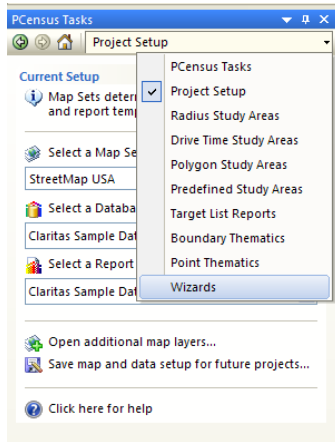 PCensus Tasks
Project Setup
PCensus Tasks
Project Setup
Radius Study Areas
Drive Time Study Areas
Polygon Study Areas
Predefined Study Areas
Target List Reports
Boundary Thematics
Point Thematics
Wizards
Current Setup
Map Sets deter
and report temp
Select a Map Se
StreetMap USA
Select a Databa
Claritas Sample Dat
Select a Report
Claritas Sample Dat
Open additional map layers...
Save map and data setup for future projects...
Click here for help